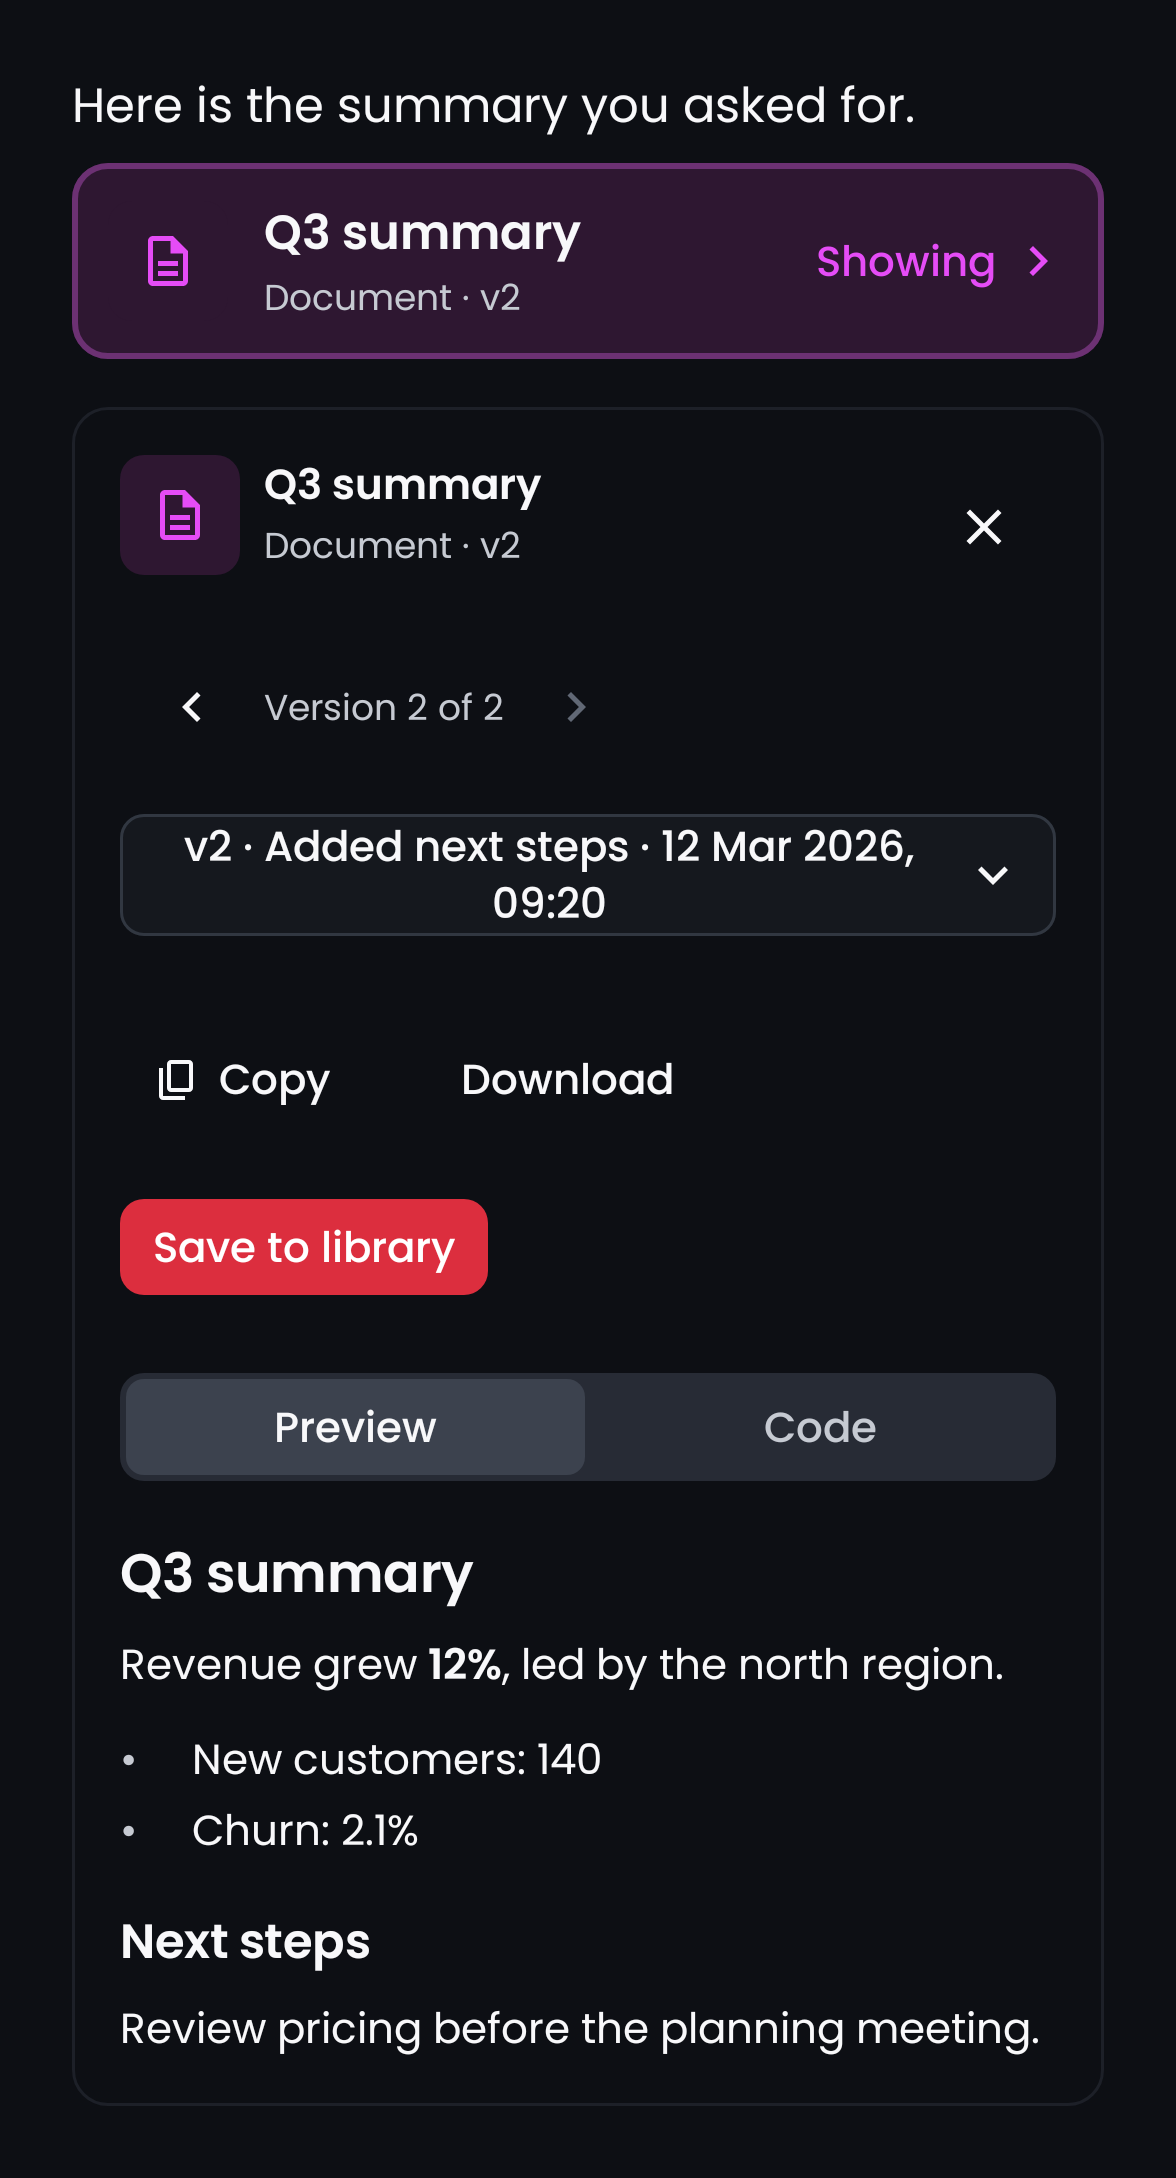 Here is the summary you asked for.
Q3 summary
Document · v2
Showing
Q3 summary
Document · v2
Version 2 of 2
v2 · Added next steps · 12 Mar 2026,
09:20
Copy
Download
Save to library
Preview
Code
Q3 summary
Revenue grew 12%, led by the north region.
• New customers: 140
• Churn: 2.1%
Next steps
Review pricing before the planning meeting.